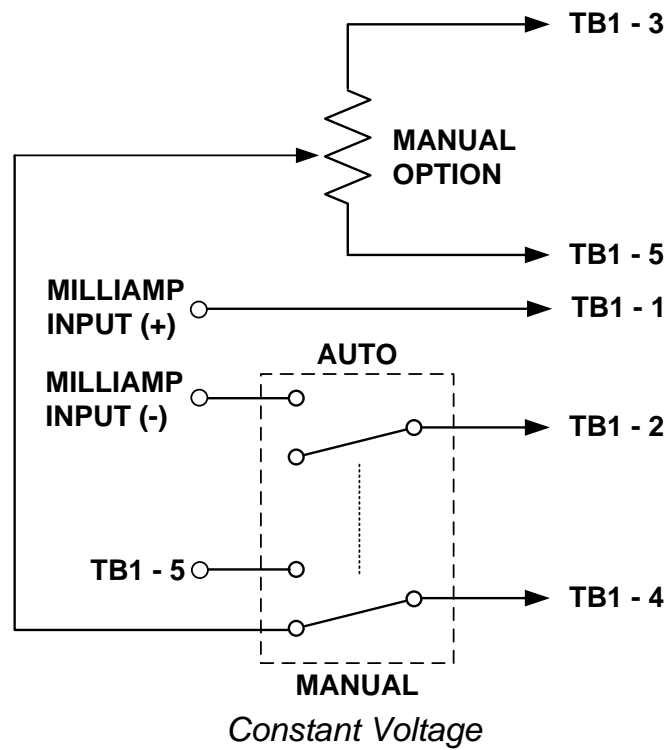 TB1 - 3
MANUAL
OPTION
TB1 - 5
MILLIAMP
INPUT (+)
TB1 - 1
AUTO
MILLIAMP
INPUT (-)
TB1 - 2
TB1 - 5
TB1 - 4
MANUAL
Constant Voltage